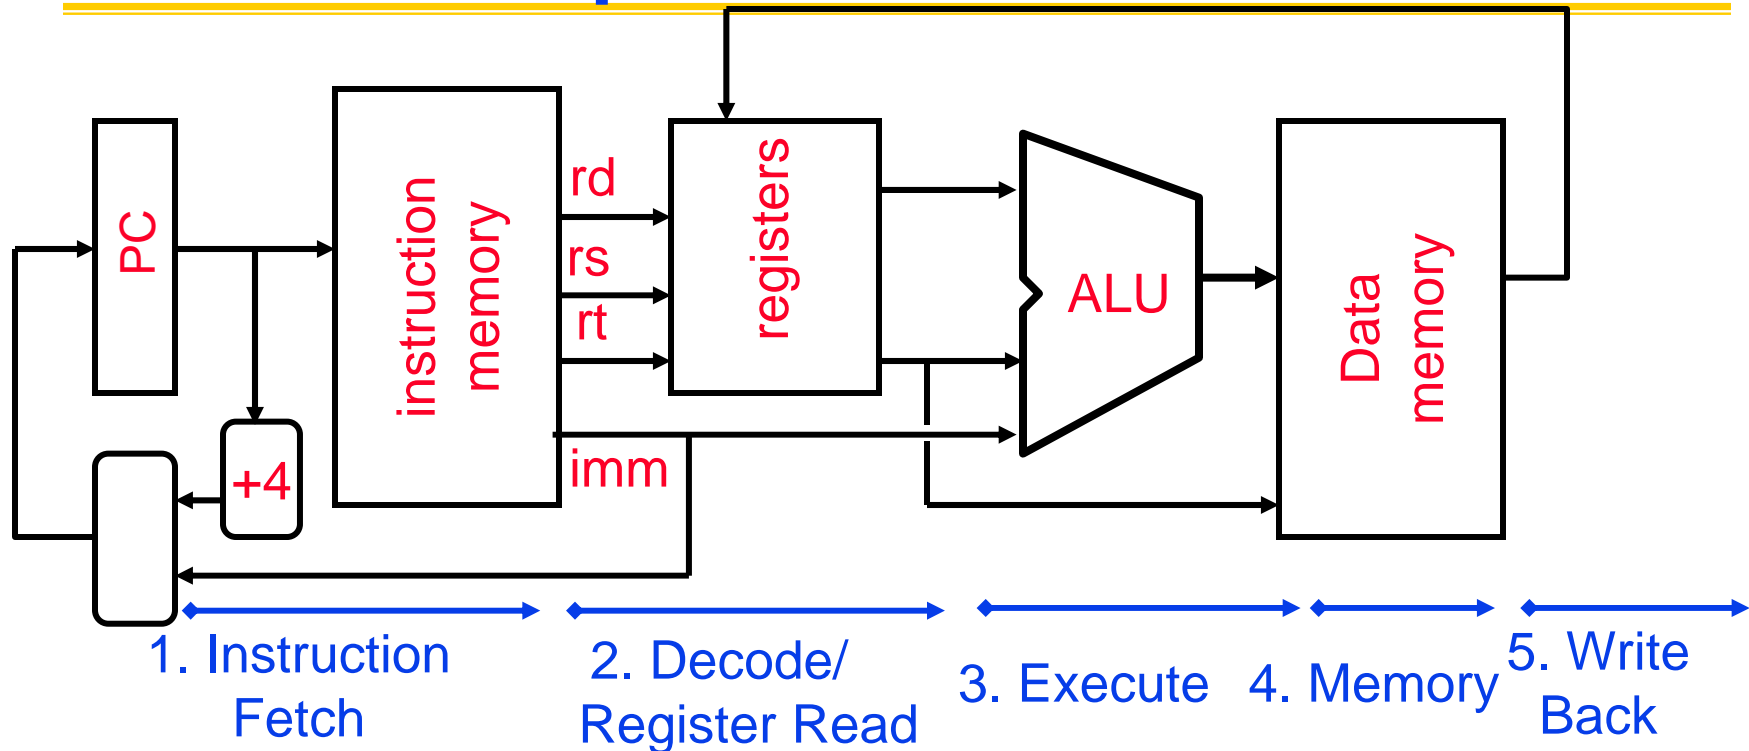 PC
+4
instruction
memory
rd
rs
rt
imm
registers
ALU
Data
memory
1. Instruction
Fetch
2. Decode/
Register Read
3. Execute
4. Memory
5. Write
Back